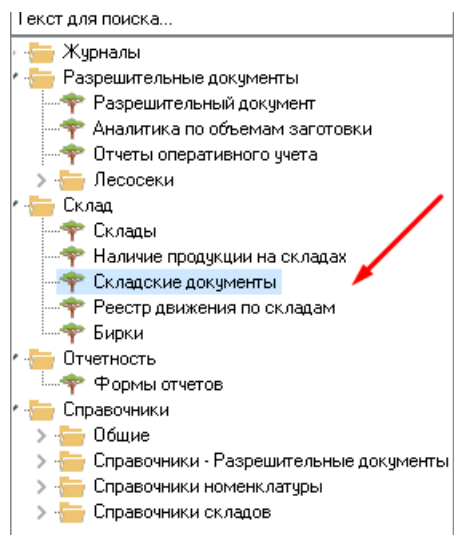 Текст для поиска...
Журналы
Разрешительные документы
Разрешительный документ
Аналитика по объемам заготовки
Отчеты оперативного учета
Лесосеки
Склад
Склады
Наличие продукции на складах
Складские документы
Реестр движения по складам
Бирки
Отчетность
Формы отчетов
Справочники
Общие
Справочники - Разрешительные документы
Справочники номенклатуры
Справочники складов